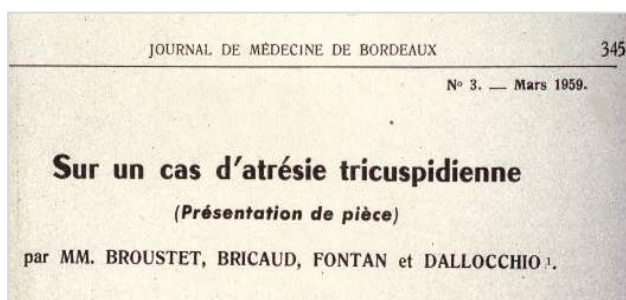 JOURNAL DE MÉDECINE DE BORDEAUX 345
Nº 3. — Mars 1959.
Sur un cas d'atrésie tricuspidienne
(Présentation de pièce)
par MM. BROUSTET, BRICAUD, FONTAN et DALLOCCHIO ¹.